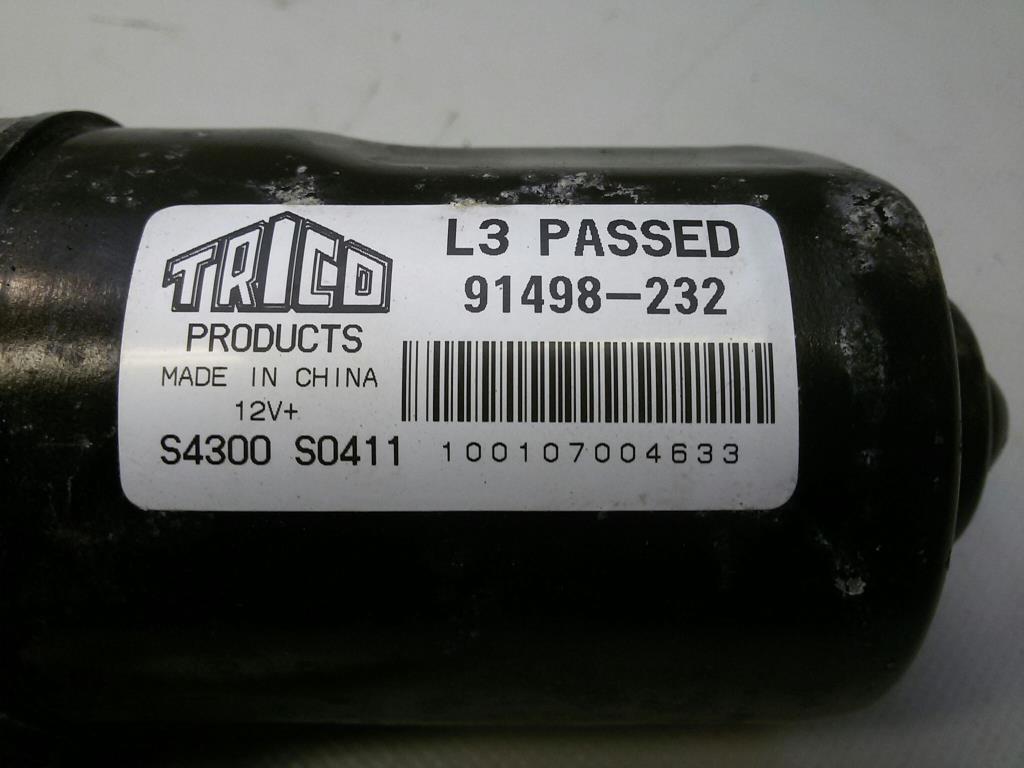 TRICO
PRODUCTS
MADE IN CHINA
12V+
S4300 S0411
L3 PASSED
91498-232
100107004633